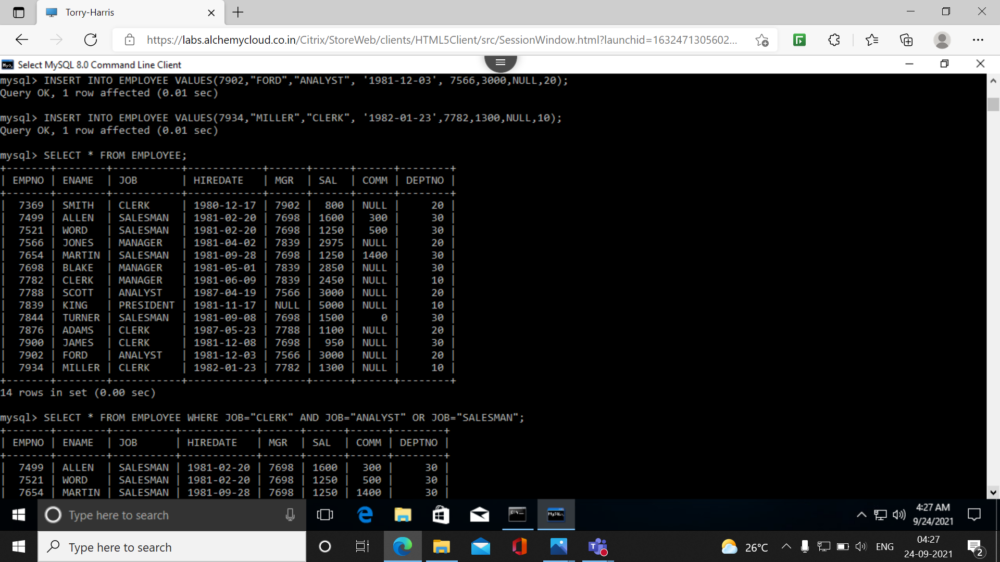 Torry-Harris
https://labs.alchemycloud.co.in/Citrix/StoreWeb/clients/HTML5Client/src/SessionWindow.html?launchid=1632471305602...
Select MySQL 8.0 Command Line Client
mysql> INSERT INTO EMPLOYEE VALUES(7902,"FORD","ANALYST", '1981-12-03', 7566,3000,NULL,20);
Query OK, 1 row affected (0.01 sec)
mysql> INSERT INTO EMPLOYEE VALUES(7934,"MILLER","CLERK", '1982-01-23',7782,1300,NULL,10);
Query OK, 1 row affected (0.01 sec)
mysql> SELECT * FROM EMPLOYEE;
+-------+--------+-----------+------------+------+------+------+--------+
| EMPNO | ENAME | JOB | HIREDATE | MGR | SAL | COMM | DEPTNO |
+-------+--------+-----------+------------+------+------+------+--------+
| 7369 | SMITH | CLERK | 1980-12-17 | 7902 | 800 | NULL | 20 |
| 7499 | ALLEN | SALESMAN | 1981-02-20 | 7698 | 1600 | 300 | 30 |
| 7521 | WORD | SALESMAN | 1981-02-20 | 7698 | 1250 | 500 | 30 |
| 7566 | JONES | MANAGER | 1981-04-02 | 7839 | 2975 | NULL | 20 |
| 7654 | MARTIN | SALESMAN | 1981-09-28 | 7698 | 1250 | 1400 | 30 |
| 7698 | BLAKE | MANAGER | 1981-05-01 | 7839 | 2850 | NULL | 30 |
| 7782 | CLERK | MANAGER | 1981-06-09 | 7839 | 2450 | NULL | 10 |
| 7788 | SCOTT | ANALYST | 1987-04-19 | 7566 | 3000 | NULL | 20 |
| 7839 | KING | PRESIDENT | 1981-11-17 | NULL | 5000 | NULL | 10 |
| 7844 | TURNER | SALESMAN | 1981-09-08 | 7698 | 1500 | 0 | 30 |
| 7876 | ADAMS | CLERK | 1987-05-23 | 7788 | 1100 | NULL | 20 |
| 7900 | JAMES | CLERK | 1981-12-08 | 7698 | 950 | NULL | 30 |
| 7902 | FORD | ANALYST | 1981-12-03 | 7566 | 3000 | NULL | 20 |
| 7934 | MILLER | CLERK | 1982-01-23 | 7782 | 1300 | NULL | 10 |
+-------+--------+-----------+------------+------+------+------+--------+
14 rows in set (0.00 sec)
mysql> SELECT * FROM EMPLOYEE WHERE JOB="CLERK" AND JOB="ANALYST" OR JOB="SALESMAN";
+-------+--------+----------+------------+------+------+------+--------+
| EMPNO | ENAME | JOB | HIREDATE | MGR | SAL | COMM | DEPTNO |
+-------+--------+----------+------------+------+------+------+--------+
| 7499 | ALLEN | SALESMAN | 1981-02-20 | 7698 | 1600 | 300 | 30 |
| 7521 | WORD | SALESMAN | 1981-02-20 | 7698 | 1250 | 500 | 30 |
| 7654 | MARTIN | SALESMAN | 1981-09-28 | 7698 | 1250 | 1400 | 30 |
Type here to search
4:27 AM
9/24/2021
Type here to search
26°C
ENG
04:27
24-09-2021
2